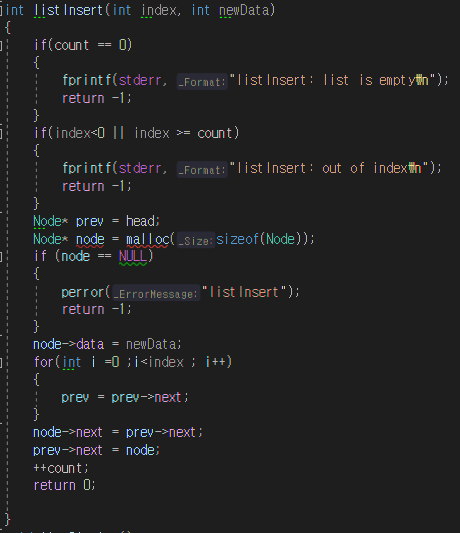 int listInsert(int index, int newData)
{
if(count == 0)
{
fprintf(stderr, _Format:"listInsert: list is empty₩n");
return -1;
}
if(index<0 || index >= count)
{
fprintf(stderr, _Format:"listInsert: out of index₩n");
return -1;
}
Node* prev = head;
Node* node = malloc(_Size:sizeof(Node));
if (node == NULL)
{
perror(_ErrorMessage:"listInsert");
return -1;
}
node->data = newData;
for(int i =0 ;i<index ; i++)
{
prev = prev->next;
}
node->next = prev->next;
prev->next = node;
++count;
return 0;
}